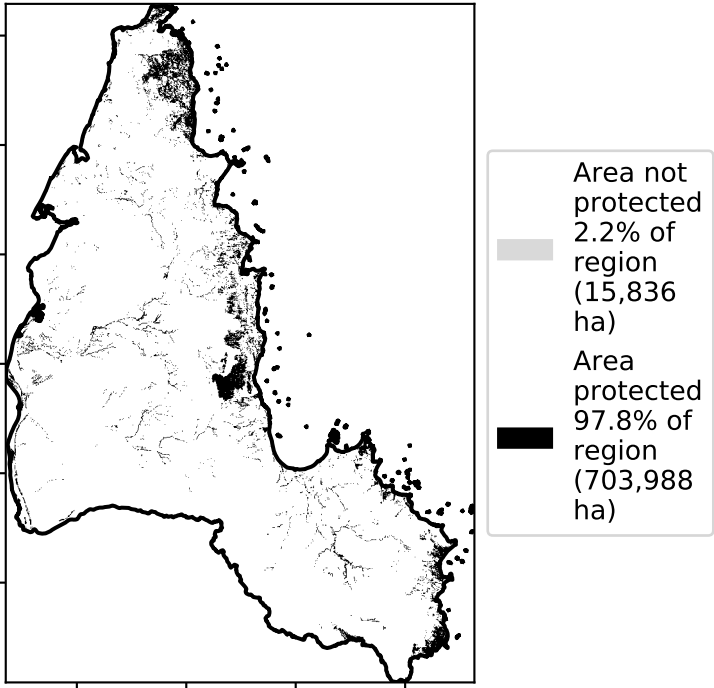 Area not
protected
2.2% of
region
(15,836
ha)
Area
protected
97.8% of
region
(703,988
ha)